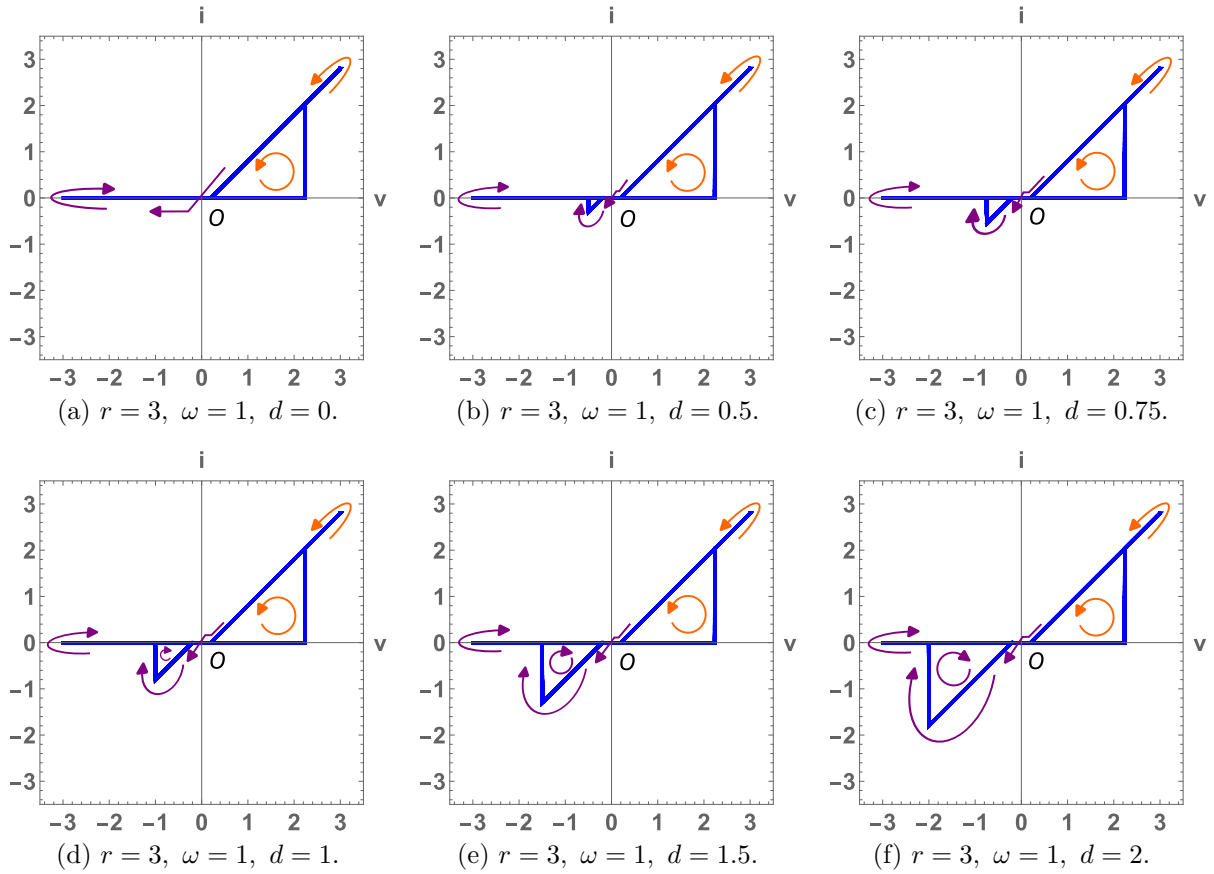 i
i
i
3
2
1
0
−1
−2
−3
O
v
−3 −2 −1 0 1 2 3
3
2
1
0
−1
−2
−3
O
v
−3 −2 −1 0 1 2 3
3
2
1
0
−1
−2
−3
O
v
−3 −2 −1 0 1 2 3
(a) r = 3, ω = 1, d = 0.
(b) r = 3, ω = 1, d = 0.5.
(c) r = 3, ω = 1, d = 0.75.
i
i
i
3
2
1
0
−1
−2
−3
O
v
−3 −2 −1 0 1 2 3
3
2
1
0
−1
−2
−3
O
v
−3 −2 −1 0 1 2 3
3
2
1
0
−1
−2
−3
O
v
−3 −2 −1 0 1 2 3
(d) r = 3, ω = 1, d = 1.
(e) r = 3, ω = 1, d = 1.5.
(f) r = 3, ω = 1, d = 2.